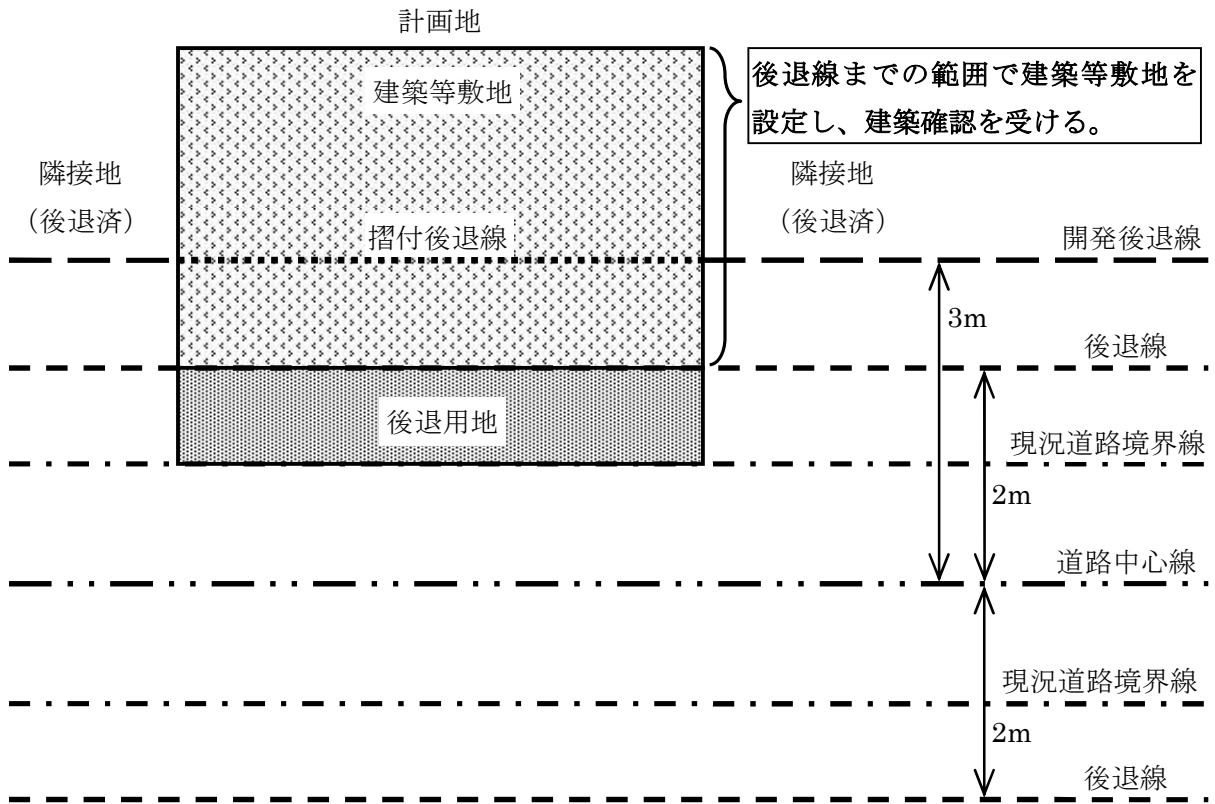 計画地
建築等敷地
後退線までの範囲で建築等敷地を
設定し、建築確認を受ける。
隣接地
（後退済）
隣接地
（後退済）
摺付後退線
開発後退線
3m
後退線
後退用地
現況道路境界線
2m
道路中心線
現況道路境界線
2m
後退線